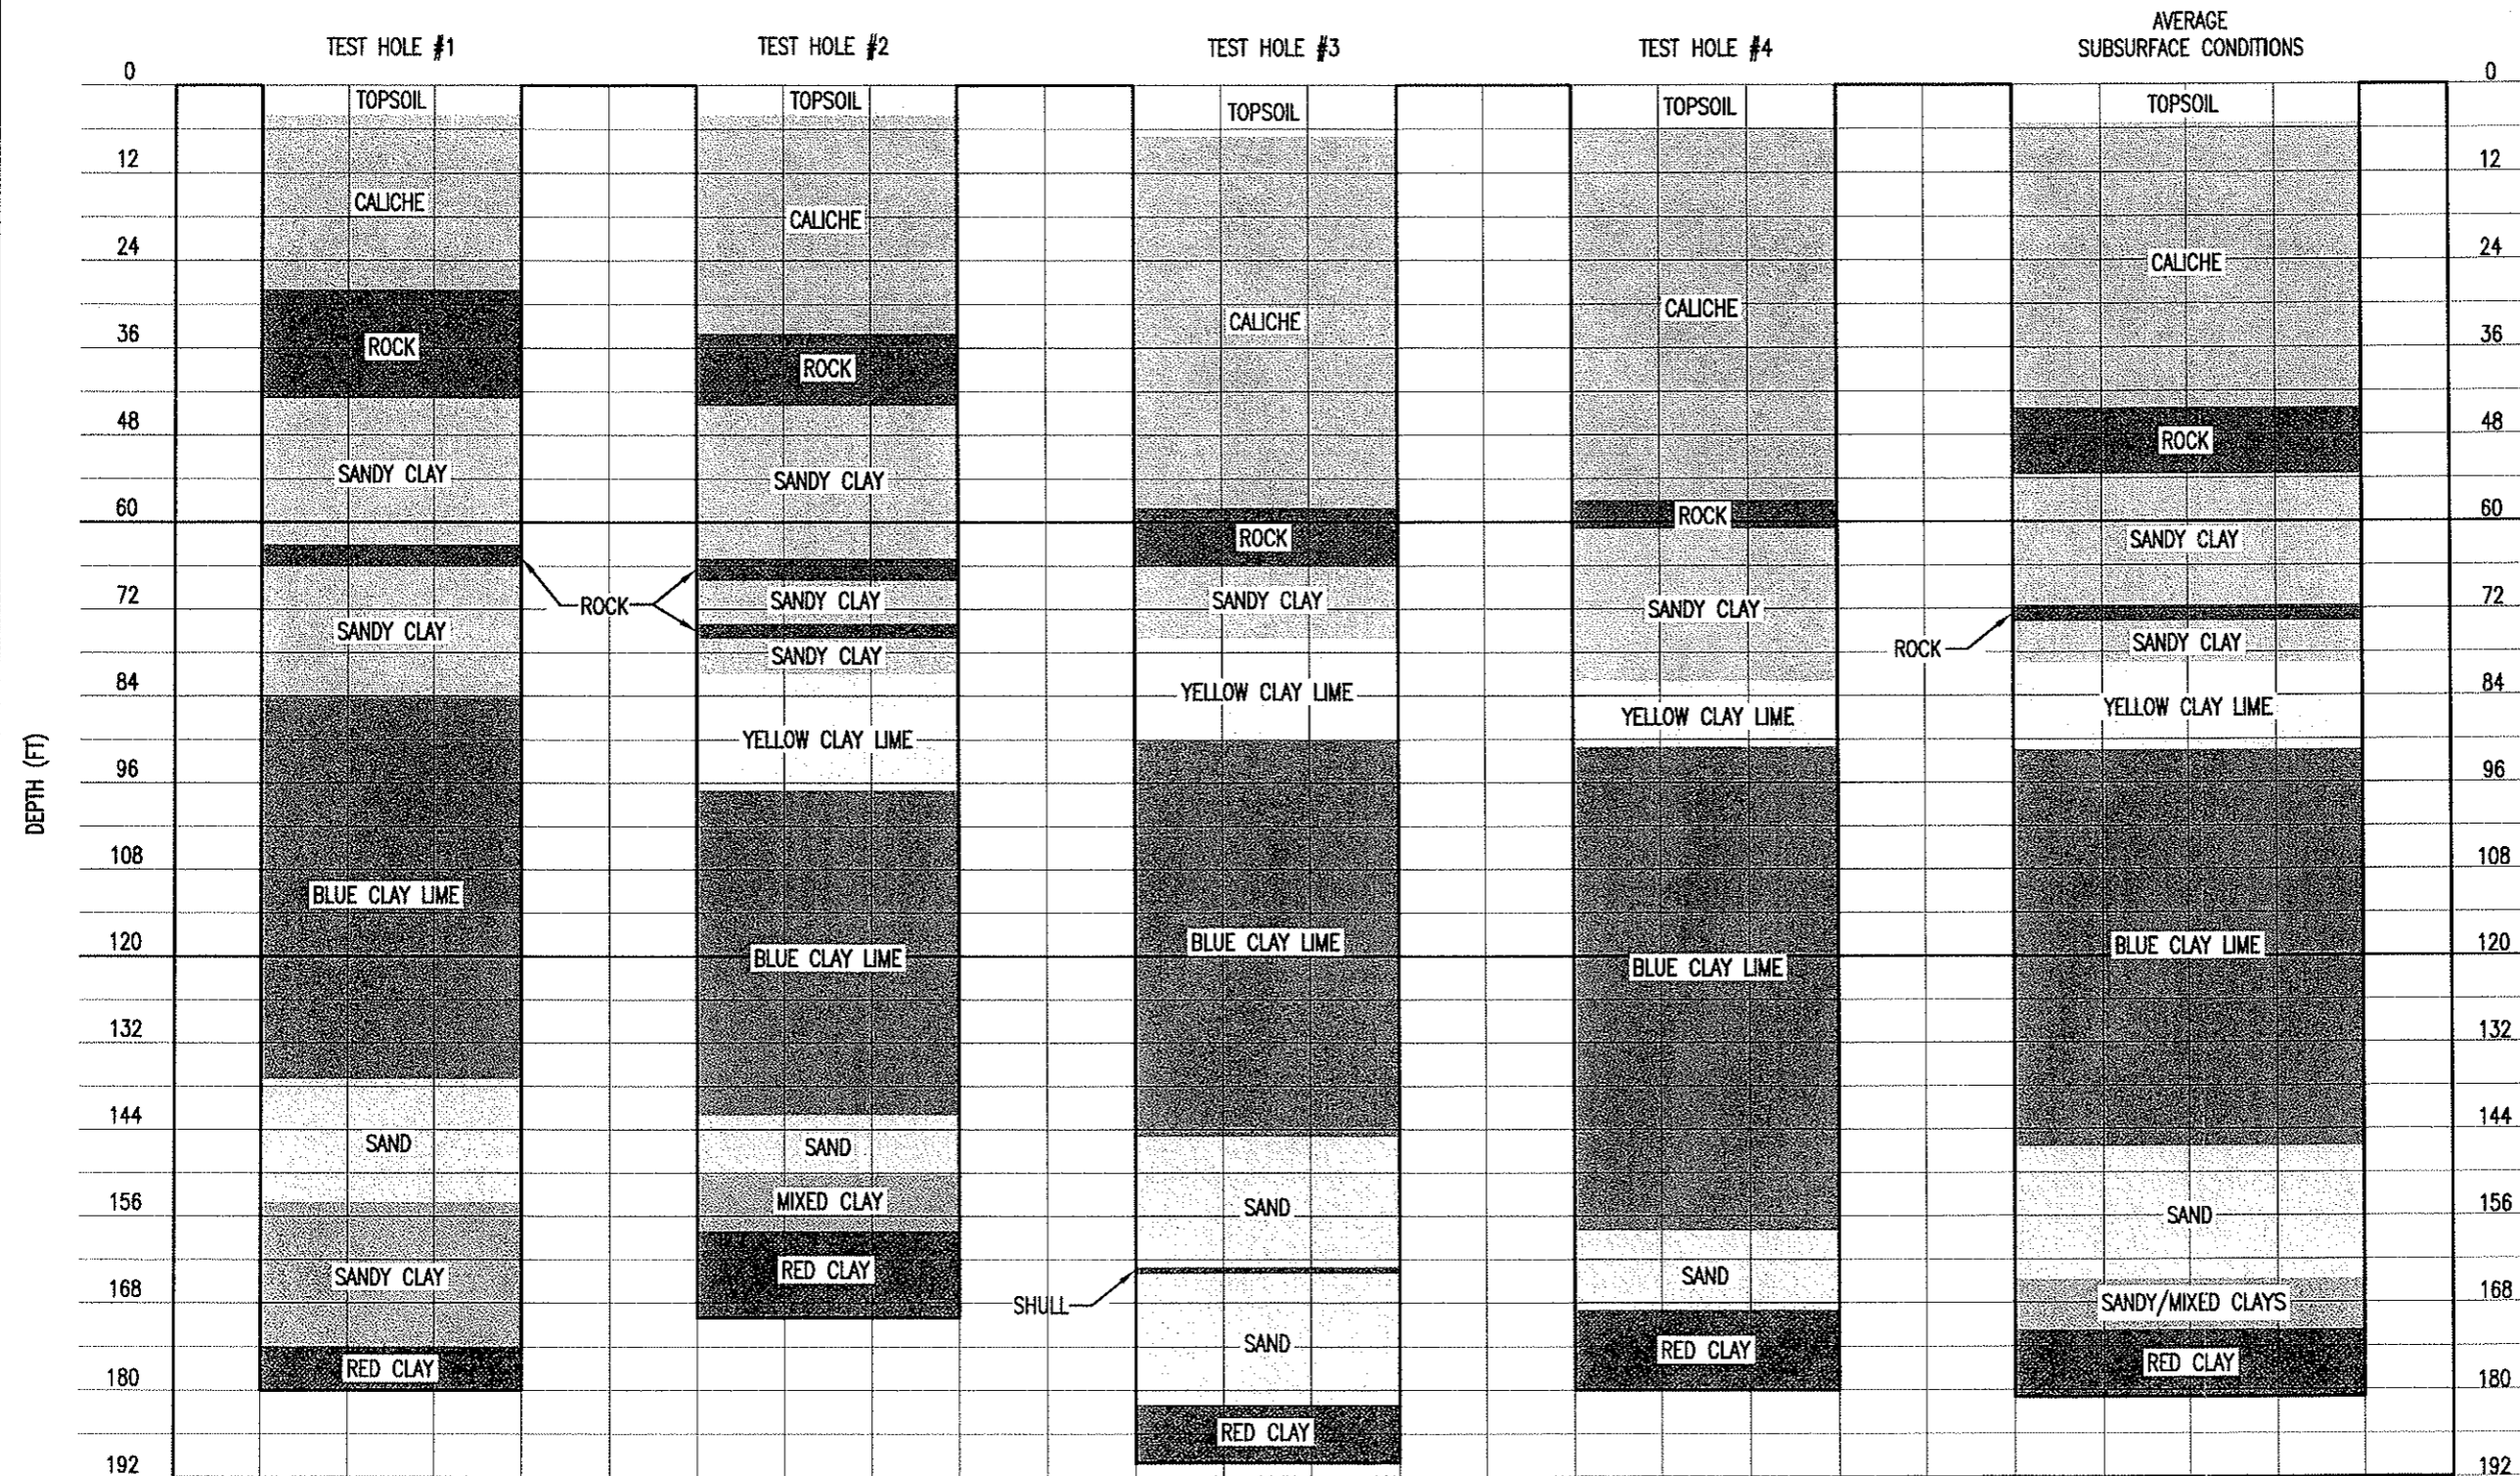 AVERAGE
TEST HOLE #1 TEST HOLE #2 TEST HOLE #3 TEST HOLE #4 SUBSURFACE CONDITIONS
0 0
TOPSOIL TOPSOIL TOPSOIL TOPSOIL TOPSOIL
12 12
CALICHE CALICHE
24 CALICHE 24
CALICHE CALICHE
36 ROCK ROCK 36
48 ROCK 48
SANDY CLAY SANDY CLAY
60 ROCK 60
ROCK SANDY CLAY
72 ROCK SANDY CLAY SANDY CLAY SANDY CLAY 72
SANDY CLAY SANDY CLAY ROCK SANDY CLAY
84 YELLOW CLAY LIME 84
YELLOW CLAY LIME YELLOW CLAY LIME
YELLOW CLAY LIME
DEPTH (FT)
96 96
108 108
BLUE CLAY LIME
120 BLUE CLAY LIME BLUE CLAY LIME BLUE CLAY LIME BLUE CLAY LIME 120
132 132
144 144
SAND SAND
156 MIXED CLAY SAND SAND 156
SANDY CLAY RED CLAY SAND
168 SHULL SANDY/MIXED CLAYS 168
SAND RED CLAY
RED CLAY RED CLAY
180 180
RED CLAY
192 192